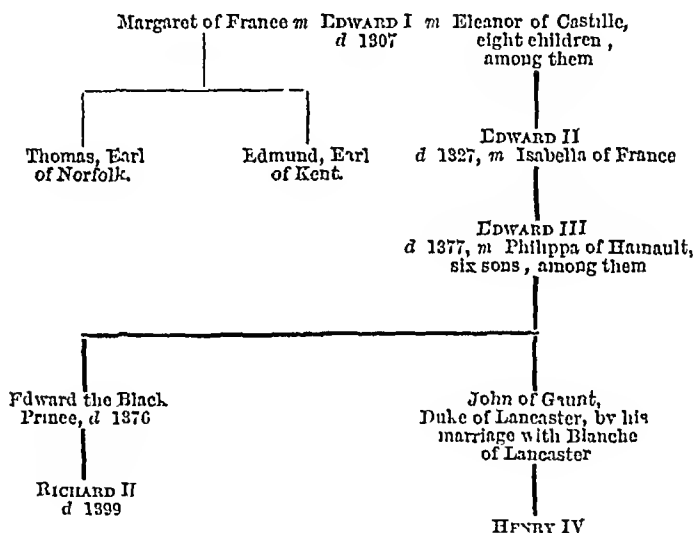 Margaret of France m EDWARD I m Eleanor of Castille,
d 1307 eight children,
among them
EDWARD II
Thomas, Earl Edmund, Earl d 1327, m Isabella of France
of Norfolk. of Kent.
EDWARD III
d 1377, m Philippa of Hainault,
six sons, among them
Edward the Black John of Gaunt,
Prince, d 1376 Duke of Lancaster, by his
marriage with Blanche
of Lancaster
RICHARD II
d 1399
HENRY IV